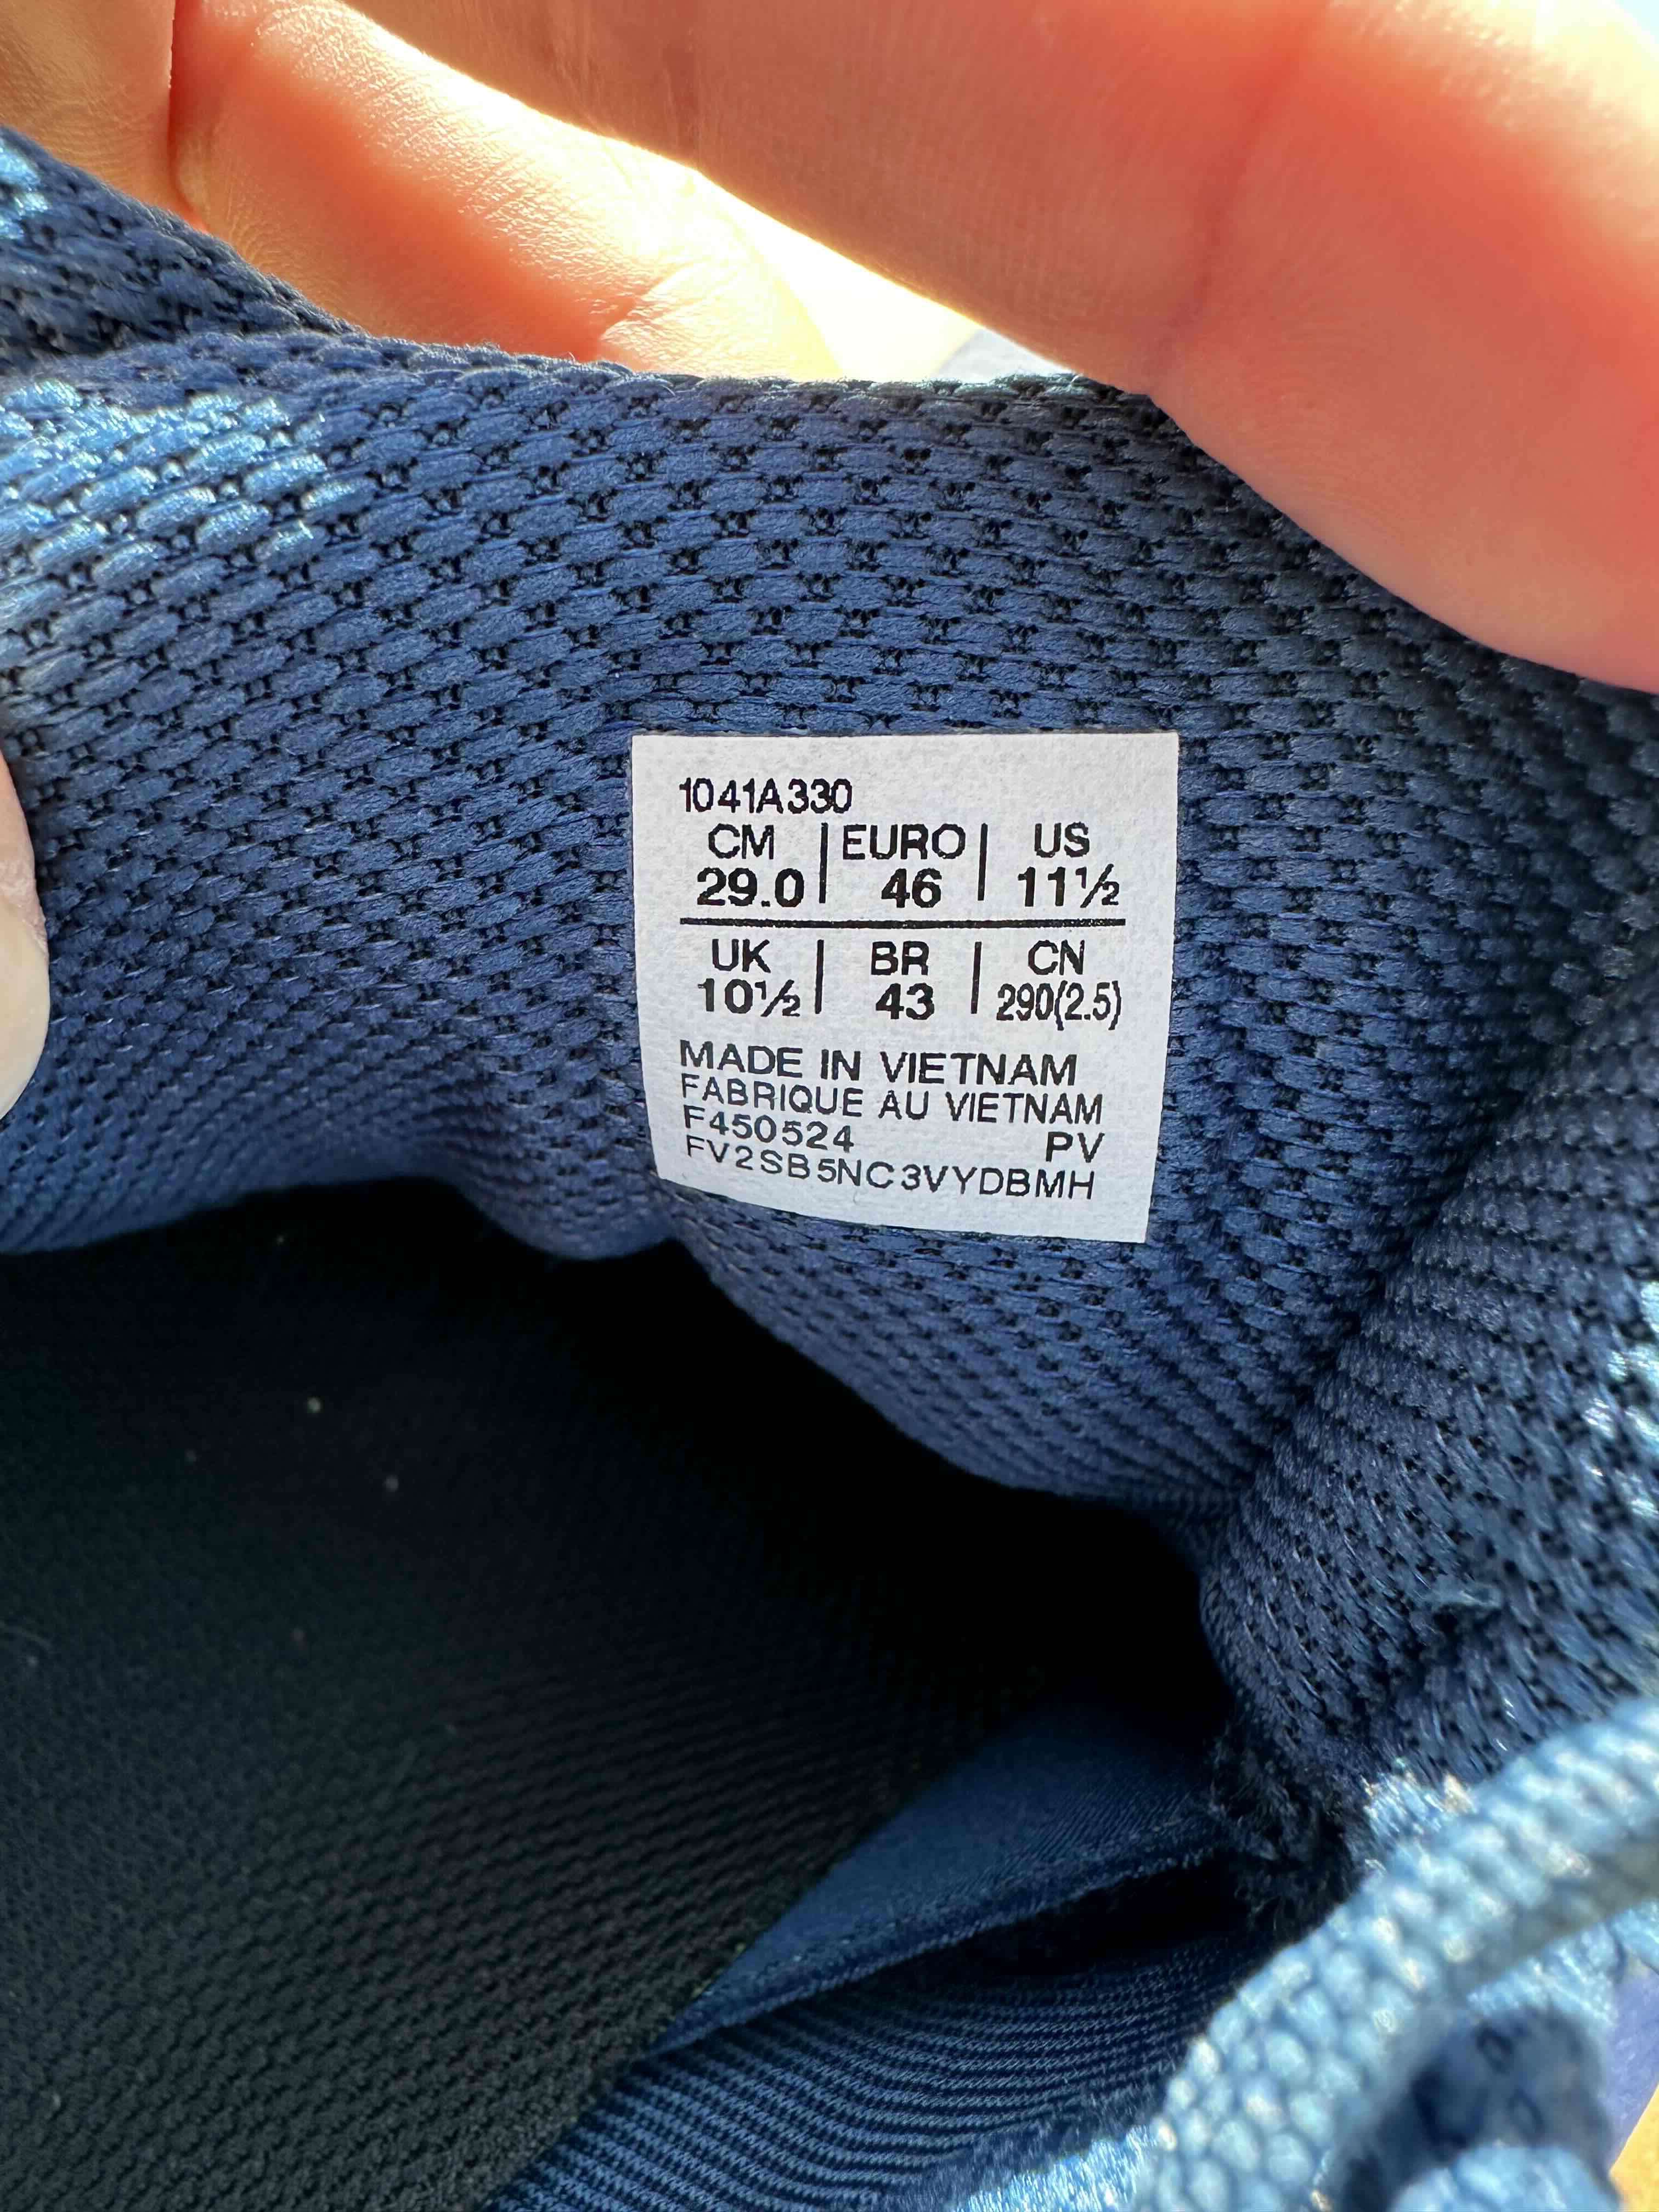 1041A330
CM | EURO | US
29.0 | 46 | 11½
UK | BR | CN
10½ | 43 | 290(2.5)
MADE IN VIETNAM
FABRIQUE AU VIETNAM
F450524 PV
FV2SB5NC3VYDBMH